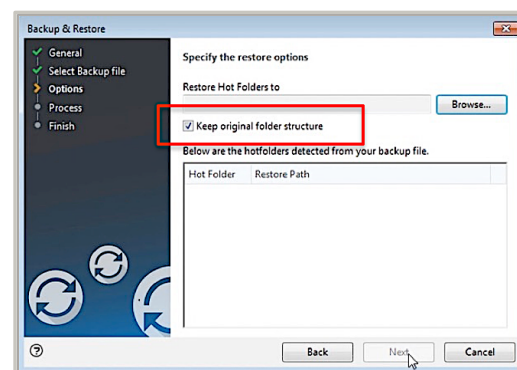 Backup & Restore
General
Select Backup file
Options
Process
Finish
Specify the restore options
Restore Hot Folders to
Browse...
Keep original folder structure
Below are the hotfolders detected from your backup file.
Hot Folder Restore Path
Back Next Cancel